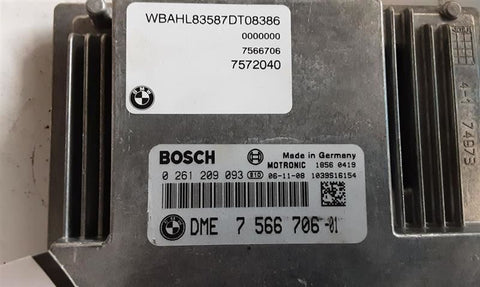 WBAHL83587DT08386
0000000
7566706
7572040
BOSCH
Made in Germany
MOTRONIC 1856 0419
0 261 209 093 810 06-11-08 1039S16154
DME 7 566 706-01